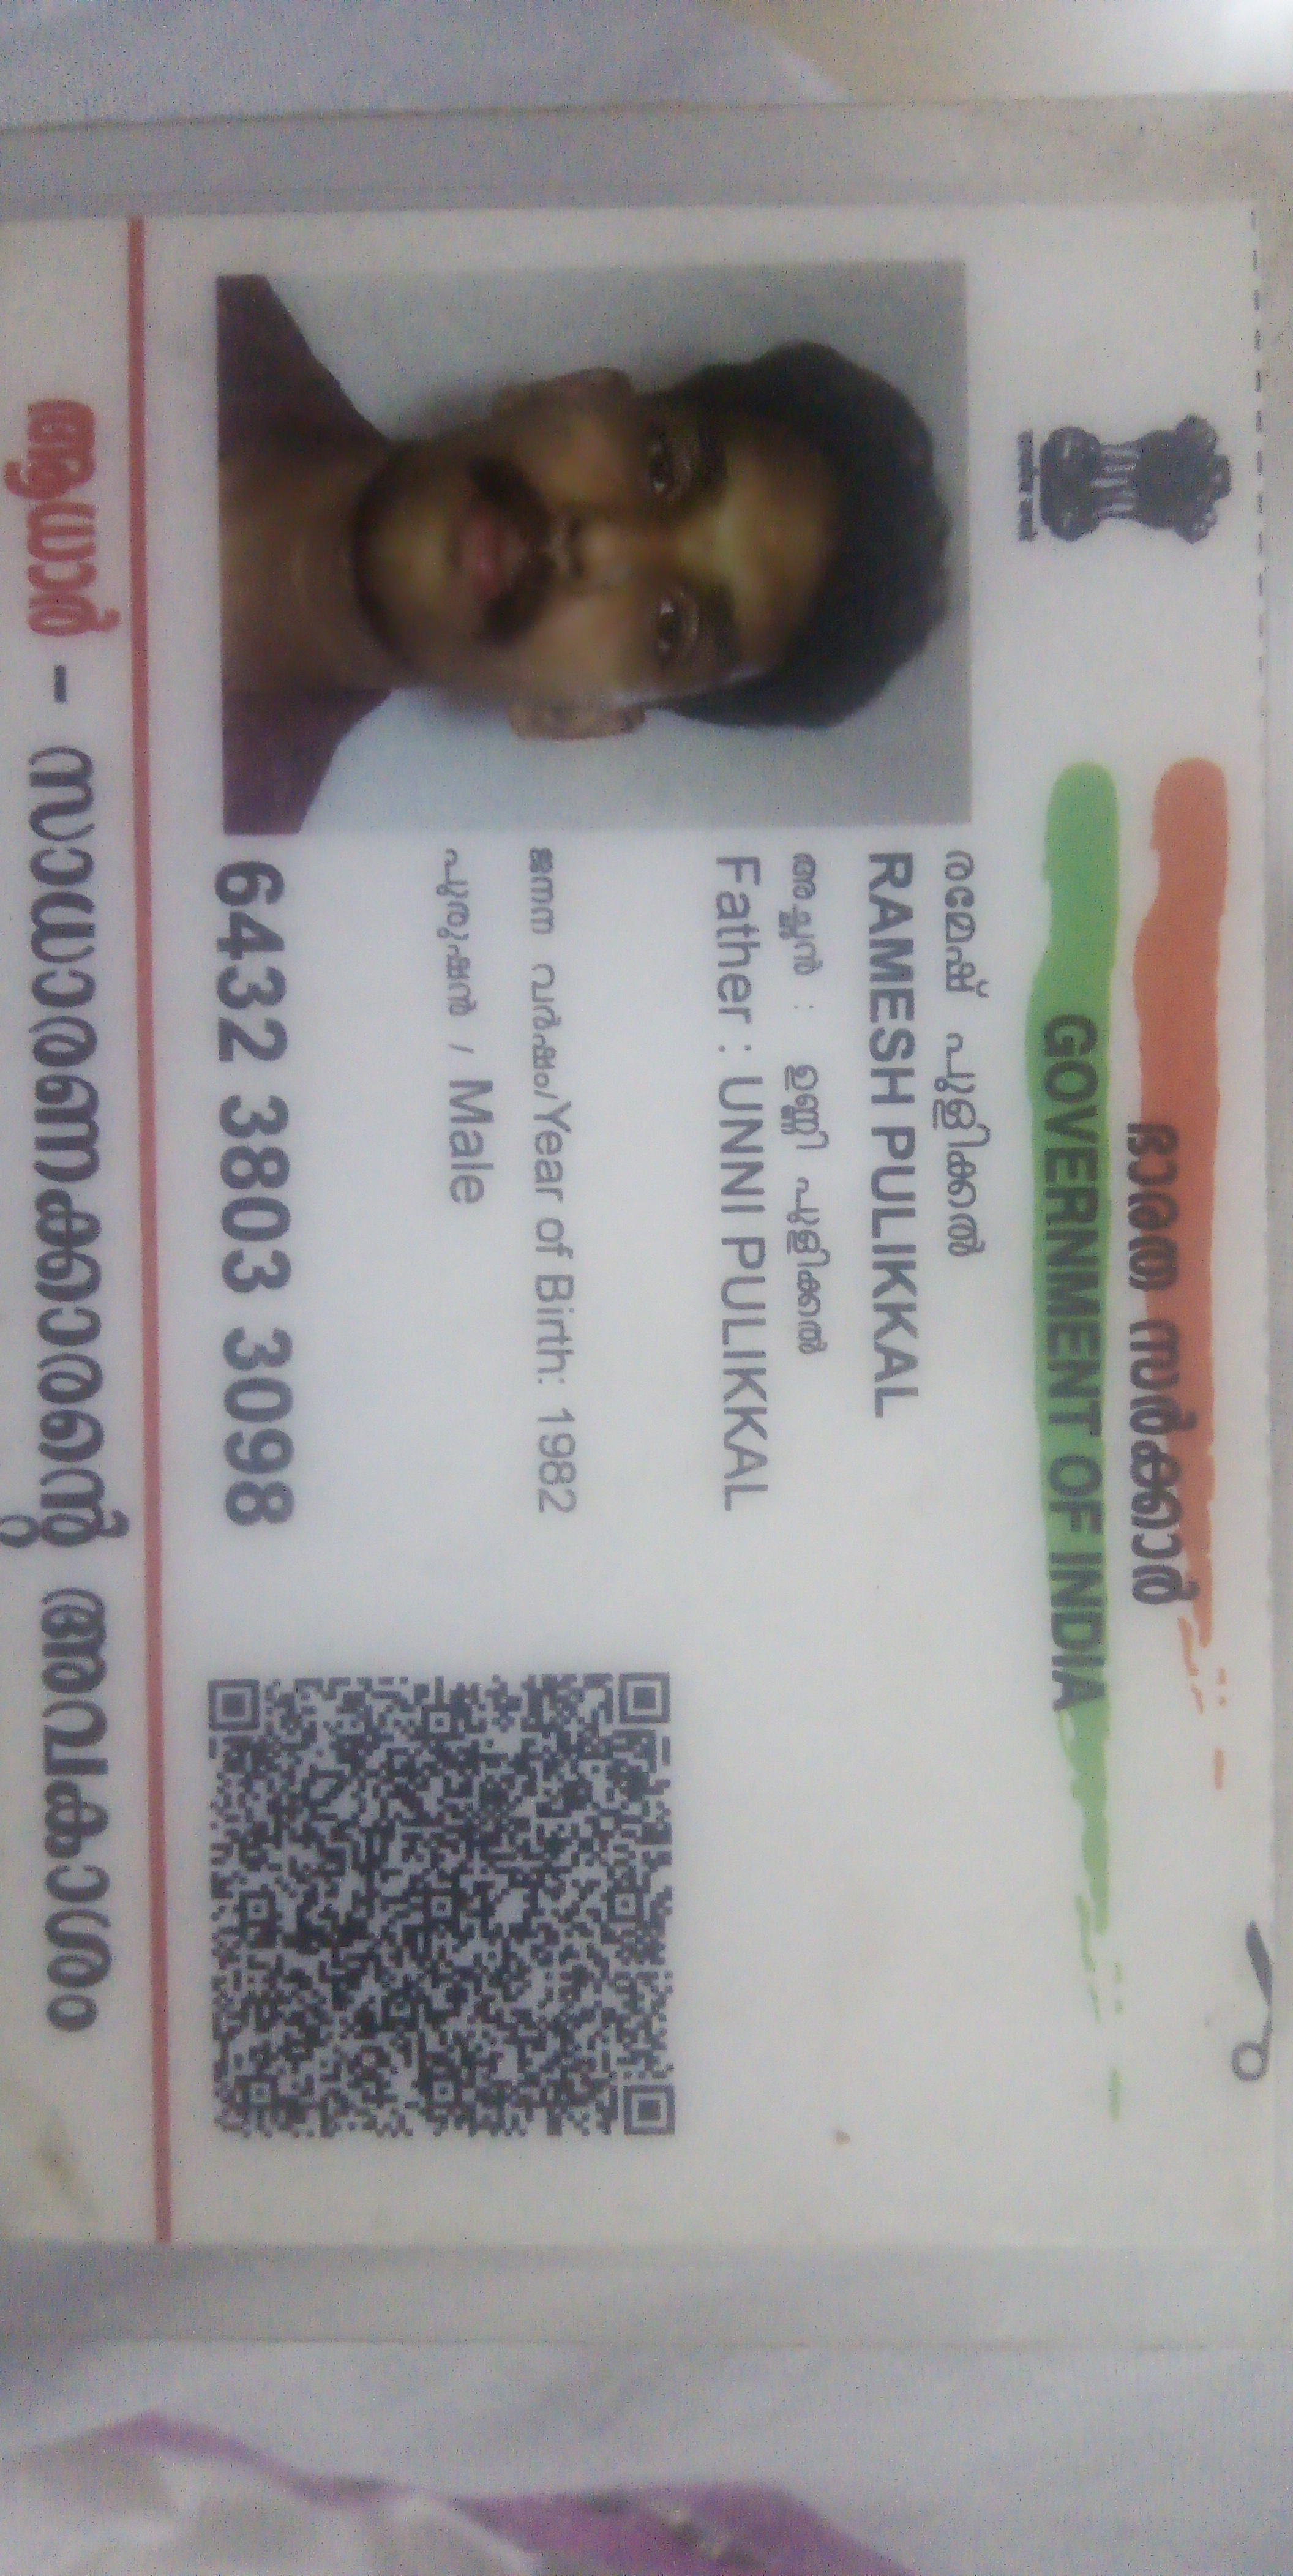 ഭാരത സർക്കാർ
GOVERNMENT OF INDIA
രമേഷ് പുളിക്കൽ
RAMESH PULIKKAL
അച്ഛൻ : ഉണ്ണി പുളിക്കൽ
Father : UNNI PULIKKAL
ജനന വർഷം/Year of Birth: 1982
പുരുഷൻ / Male
6432 3803 3098
ആധാർ - സാധാരണക്കാരന്റെ അവകാശം